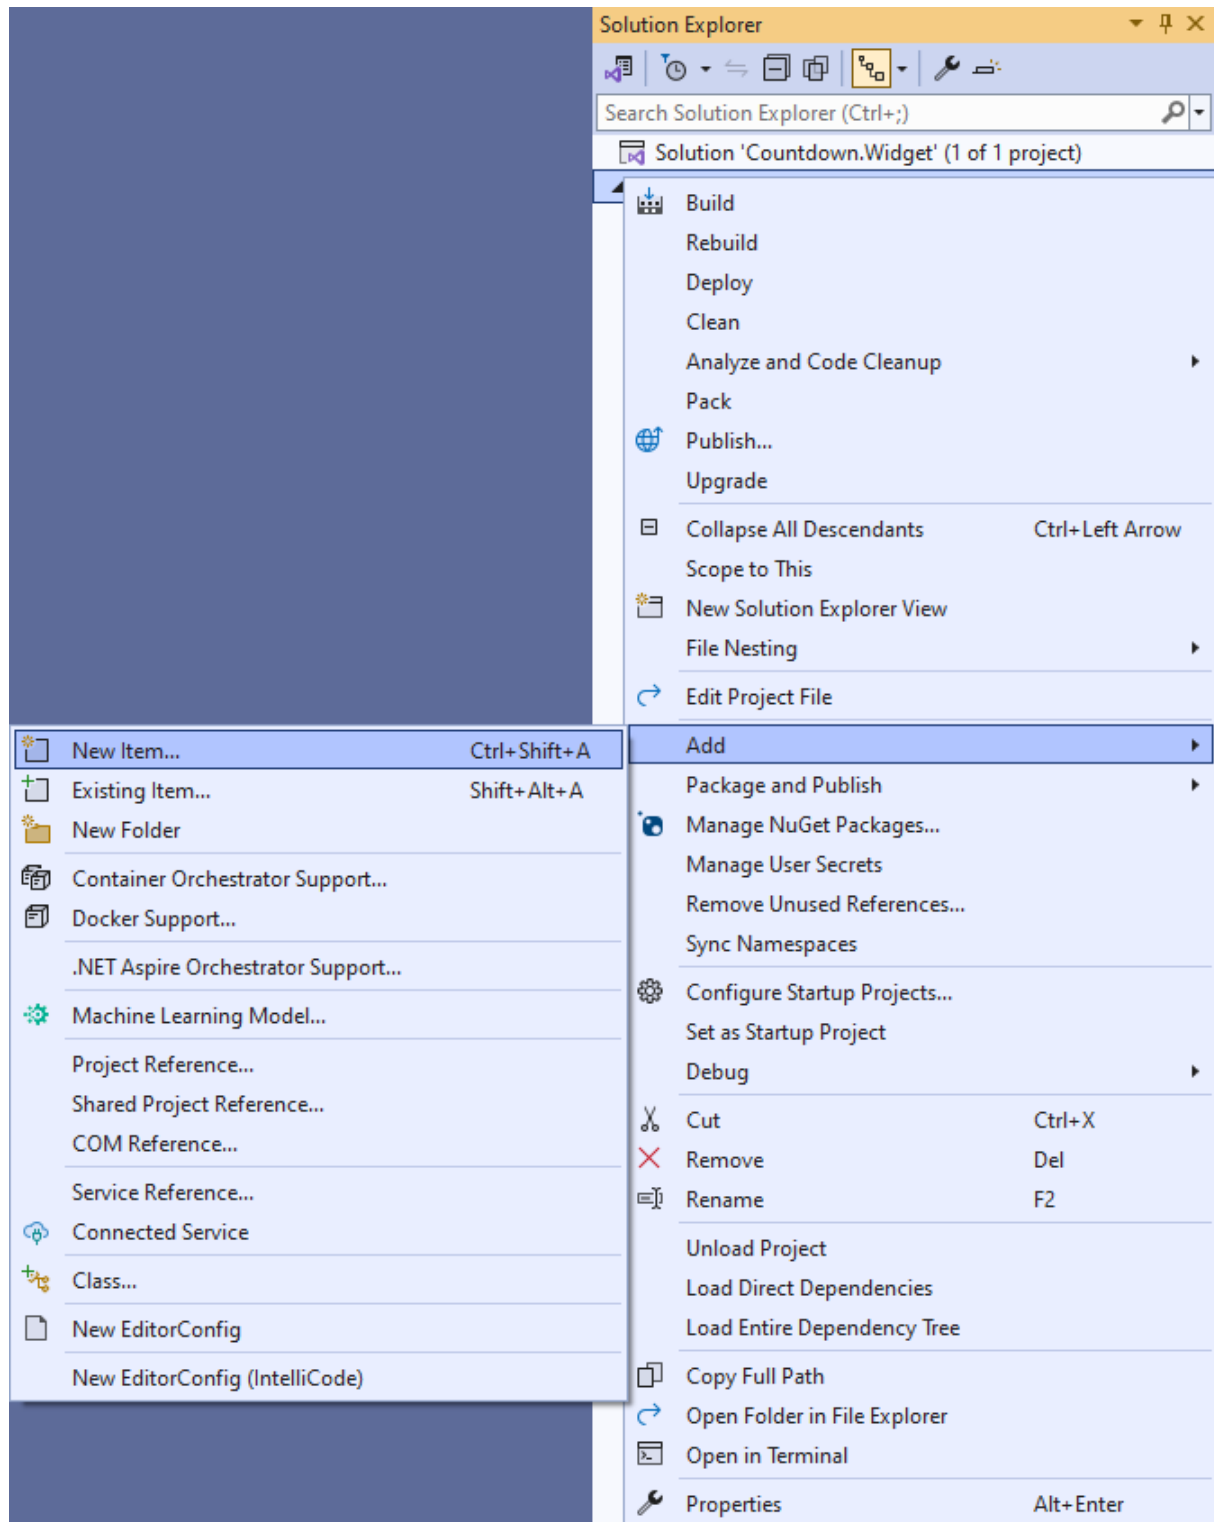 Solution Explorer
Search Solution Explorer (Ctrl+;)
Solution 'Countdown.Widget' (1 of 1 project)
Build
Rebuild
Deploy
Clean
Analyze and Code Cleanup
Pack
Publish...
Upgrade
Collapse All Descendants Ctrl+Left Arrow
Scope to This
New Solution Explorer View
File Nesting
Edit Project File
Add
Package and Publish
Manage NuGet Packages...
Manage User Secrets
Remove Unused References...
Sync Namespaces
Configure Startup Projects...
Set as Startup Project
Debug
Cut Ctrl+X
Remove Del
Rename F2
Unload Project
Load Direct Dependencies
Load Entire Dependency Tree
Copy Full Path
Open Folder in File Explorer
Open in Terminal
Properties Alt+Enter
New Item... Ctrl+Shift+A
Existing Item... Shift+Alt+A
New Folder
Container Orchestrator Support...
Docker Support...
.NET Aspire Orchestrator Support...
Machine Learning Model...
Project Reference...
Shared Project Reference...
COM Reference...
Service Reference...
Connected Service
Class...
New EditorConfig
New EditorConfig (IntelliCode)